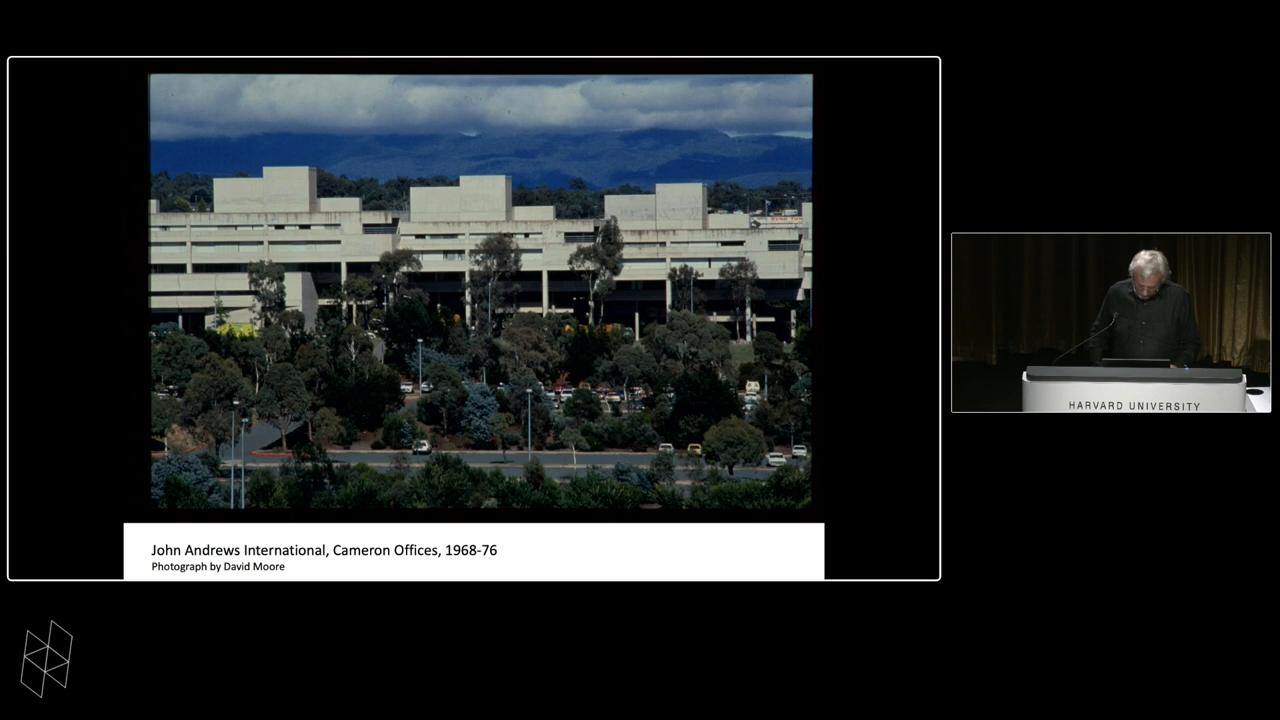 John Andrews International, Cameron Offices, 1968-76
Photograph by David Moore
HARVARD UNIVERSITY